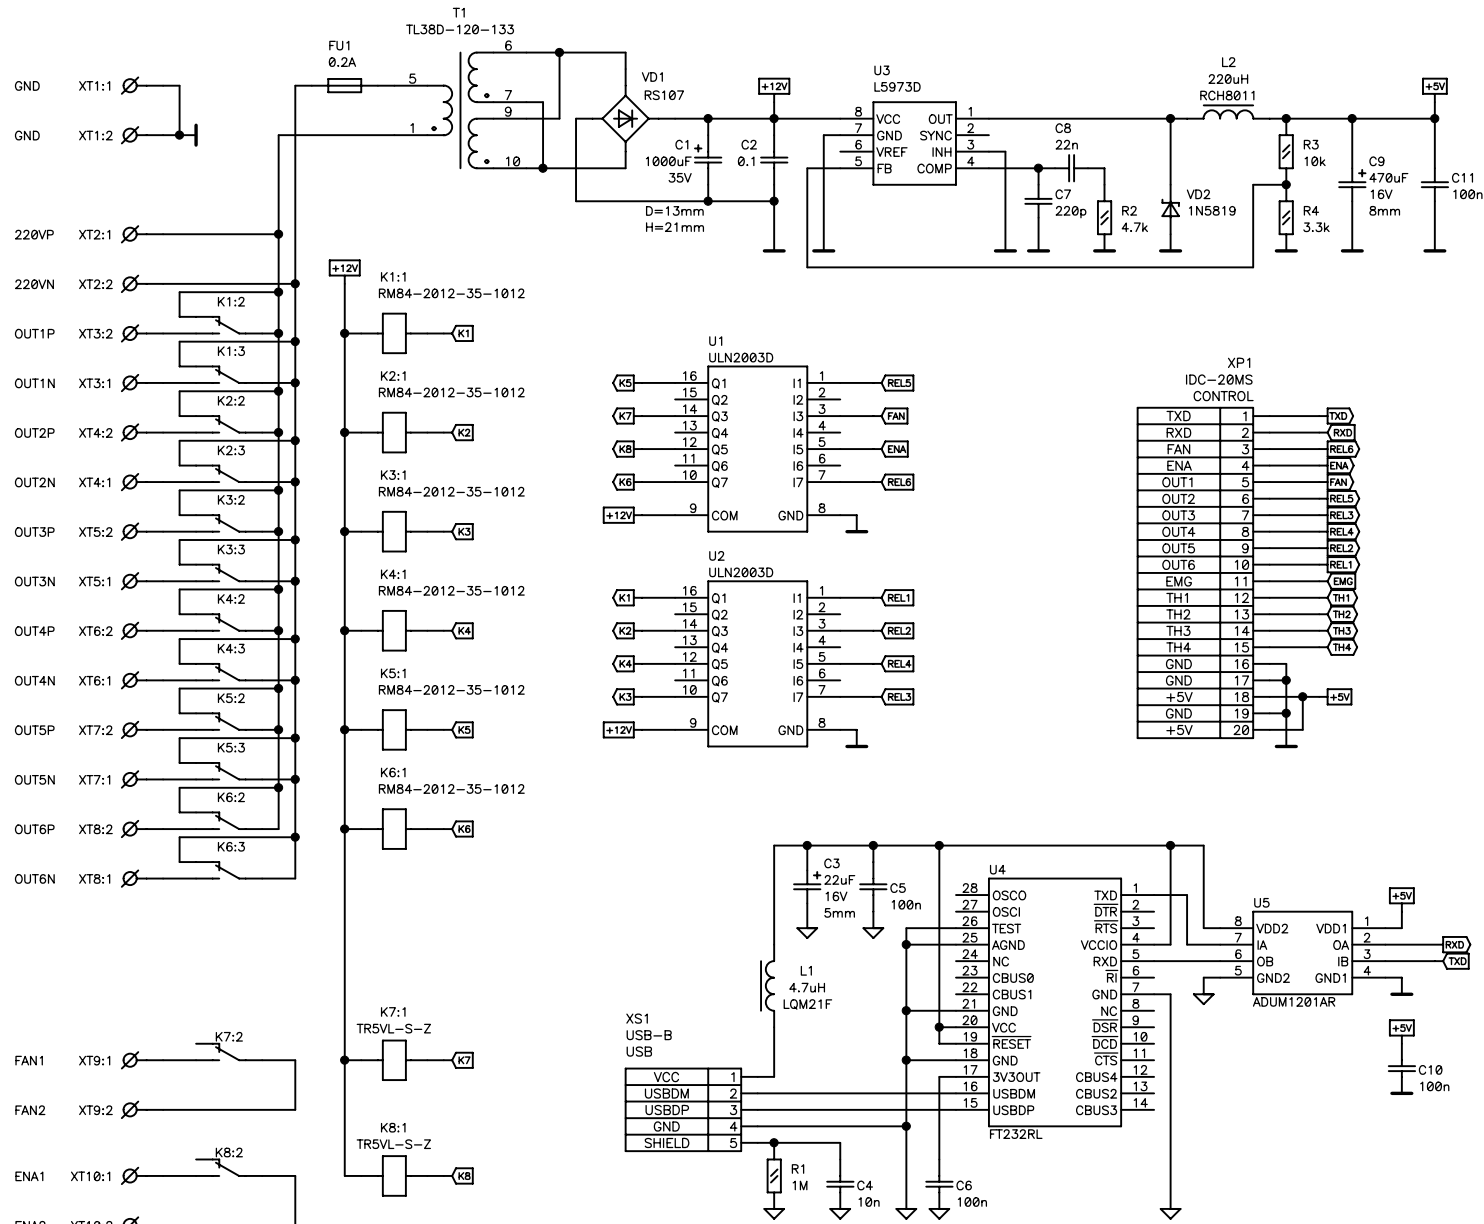 T1
TL38D-120-133
FU1
0.2A
5
1
6
7
9
10
VD1
RS107
+12V
C1
+
1000uF
35V
C2
0.1
D=13mm
H=21mm
U3
L5973D
8 VCC OUT 1
7 GND SYNC 2
6 VREF INH 3
5 FB COMP 4
C8
22n
C7
220p
R2
4.7k
VD2
1N5819
L2
220uH
RCH8011
R3
10k
R4
3.3k
C9
+ 470uF
16V
8mm
+5V
C11
100n
GND XT1:1
GND XT1:2
220VP XT2:1
220VN XT2:2
K1:2
OUT1P XT3:2
K1:3
OUT1N XT3:1
K2:2
OUT2P XT4:2
K2:3
OUT2N XT4:1
K3:2
OUT3P XT5:2
K3:3
OUT3N XT5:1
K4:2
OUT4P XT6:2
K4:3
OUT4N XT6:1
K5:2
OUT5P XT7:2
K5:3
OUT5N XT7:1
K6:2
OUT6P XT8:2
K6:3
OUT6N XT8:1
K7:2
FAN1 XT9:1
FAN2 XT9:2
K8:2
ENA1 XT10:1
+12V
K1:1
RM84-2012-35-1012
K1
K2:1
RM84-2012-35-1012
K2
K3:1
RM84-2012-35-1012
K3
K4:1
RM84-2012-35-1012
K4
K5:1
RM84-2012-35-1012
K5
K6:1
RM84-2012-35-1012
K6
K7:1
TR5VL-S-Z
K7
K8:1
TR5VL-S-Z
K8
U1
ULN2003D
K5 16 Q1 I1 1 REL5
15 Q2 I2 2
K7 14 Q3 I3 3 FAN
13 Q4 I4 4
K8 12 Q5 I5 5 ENA
11 Q6 I6 6
K6 10 Q7 I7 7 REL6
+12V 9 COM GND 8
U2
ULN2003D
K1 16 Q1 I1 1 REL1
15 Q2 I2 2
K2 14 Q3 I3 3 REL2
13 Q4 I4 4
K4 12 Q5 I5 5 REL4
11 Q6 I6 6
K3 10 Q7 I7 7 REL3
+12V 9 COM GND 8
XP1
IDC-20MS
CONTROL
TXD 1 TXD
RXD 2 RXD
FAN 3 REL6
ENA 4 ENA
OUT1 5 FAN
OUT2 6 REL5
OUT3 7 REL3
OUT4 8 REL4
OUT5 9 REL2
OUT6 10 REL1
EMG 11 EMG
TH1 12 TH1
TH2 13 TH2
TH3 14 TH3
TH4 15 TH4
GND 16
GND 17
+5V 18 +5V
GND 19
+5V 20
C3
+ 22uF
16V
5mm
C5
100n
L1
4.7uH
LQM21F
XS1
USB-B
USB
VCC 1
USBDM 2
USBDP 3
GND 4
SHIELD 5
R1
1M
C4
10n
C6
100n
U4
28 OSCO TXD 1
27 OSCI DTR 2
26 TEST RTS 3
25 AGND VCCIO 4
24 NC RXD 5
23 CBUS0 RI 6
22 CBUS1 GND 7
21 GND NC 8
20 VCC DSR 9
19 RESET DCD 10
18 GND CTS 11
17 3V3OUT CBUS4 12
16 USBDM CBUS2 13
15 USBDP CBUS3 14
FT232RL
U5
8 VDD2 VDD1 1
7 IA OA 2 RXD
6 OB IB 3 TXD
5 GND2 GND1 4
ADUM1201AR
+5V
+5V
C10
100n